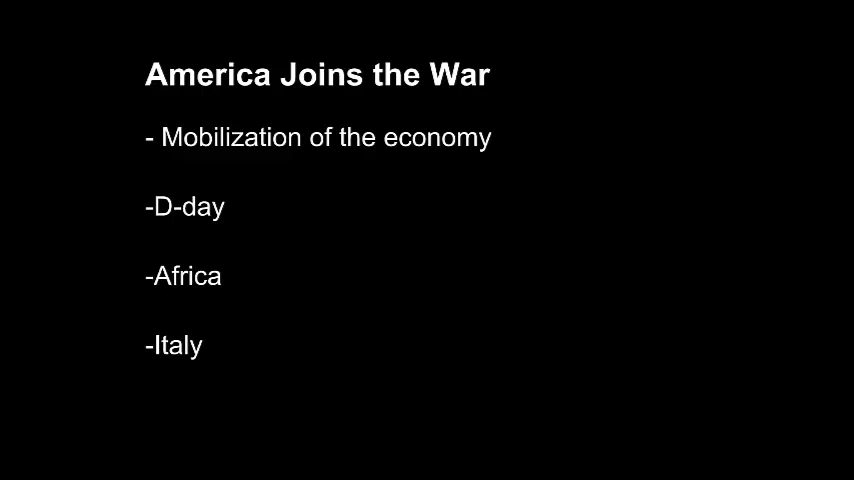 America Joins the War
- Mobilization of the economy
-D-day
-Africa
-Italy